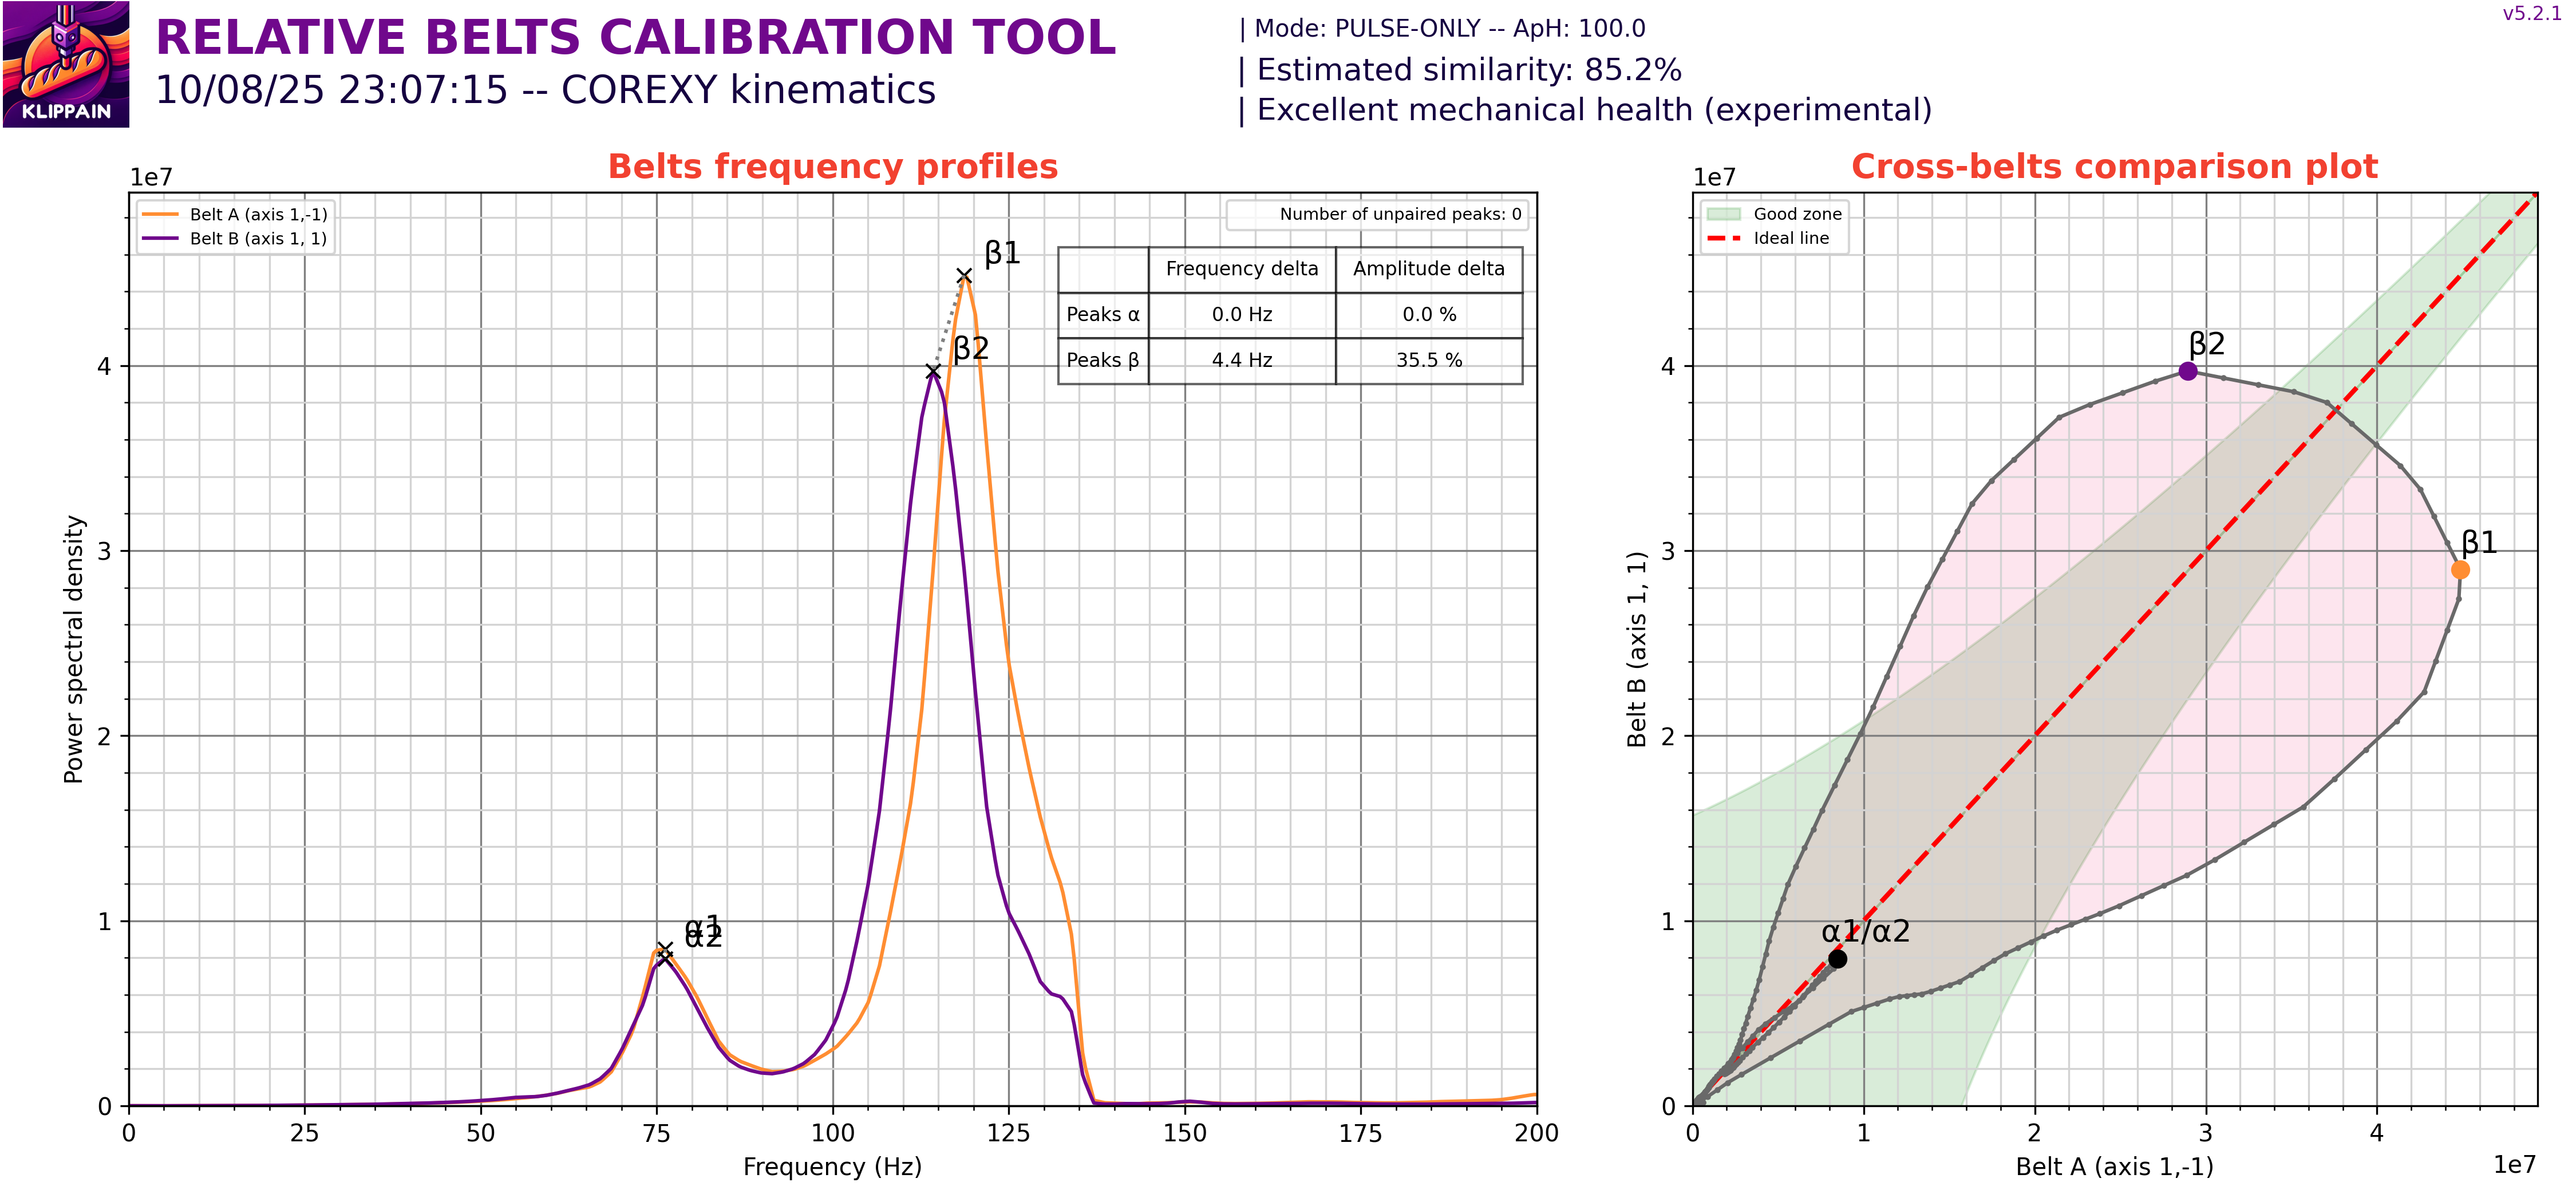 v5.2.1
KLIPPAIN
RELATIVE BELTS CALIBRATION TOOL
10/08/25 23:07:15 -- COREXY kinematics
| Mode: PULSE-ONLY -- ApH: 100.0
| Estimated similarity: 85.2%
| Excellent mechanical health (experimental)
Belts frequency profiles
1e7
Belt A (axis 1,-1)
Belt B (axis 1, 1)
Number of unpaired peaks: 0
Frequency delta Amplitude delta
Peaks α 0.0 Hz 0.0 %
Peaks β 4.4 Hz 35.5 %
β1
β2
α1
α2
4
3
2
1
0
0 25 50 75 100 125 150 175 200
Power spectral density
Frequency (Hz)
Cross-belts comparison plot
1e7
Good zone
Ideal line
β2
β1
α1/α2
4
3
2
1
0
0 1 2 3 4
Belt B (axis 1, 1)
Belt A (axis 1,-1)
1e7